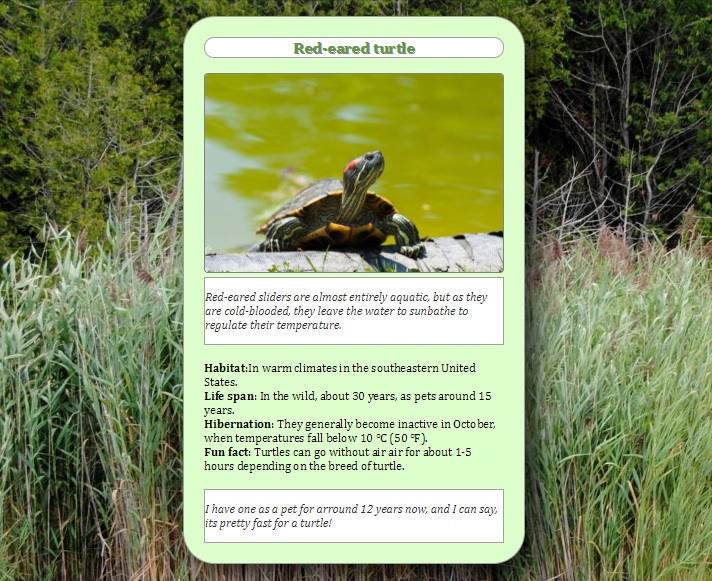 Red-eared turtle
Red-eared sliders are almost entirely aquatic, but as they
are cold-blooded, they leave the water to sunbathe to
regulate their temperature.
Habitat:In warm climates in the southeastern United
States.
Life span: In the wild, about 30 years, as pets around 15
years.
Hibernation: They generally become inactive in October,
when temperatures fall below 10 °C (50 °F).
Fun fact: Turtles can go without air air for about 1-5
hours depending on the breed of turtle.
I have one as a pet for arround 12 years now, and I can say,
its pretty fast for a turtle!